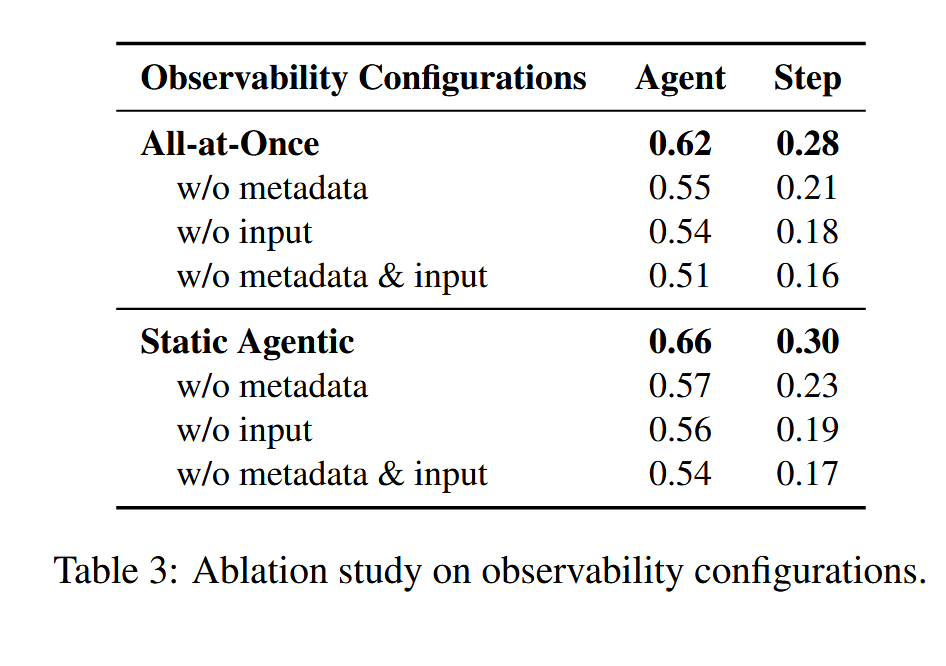 Observability Configurations Agent Step
All-at-Once 0.62 0.28
w/o metadata 0.55 0.21
w/o input 0.54 0.18
w/o metadata & input 0.51 0.16
Static Agentic 0.66 0.30
w/o metadata 0.57 0.23
w/o input 0.56 0.19
w/o metadata & input 0.54 0.17
Table 3: Ablation study on observability configurations.